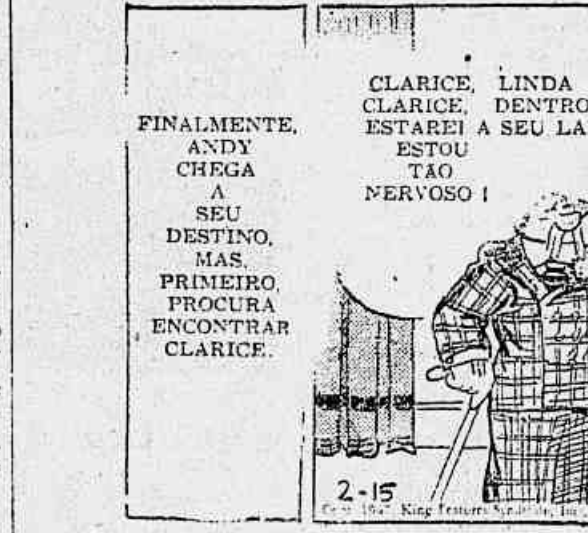 FINALMENTE,
ANDY
CHEGA
A
SEU
DESTINO,
MAS,
PRIMEIRO,
PROCURA
ENCONTRAR
CLARICE.
CLARICE, LINDA
CLARICE, DENTRO
ESTAREI A SEU LA
ESTOU
TÃO
NERVOSO!
2-15
King Features Syndicate, Inc.